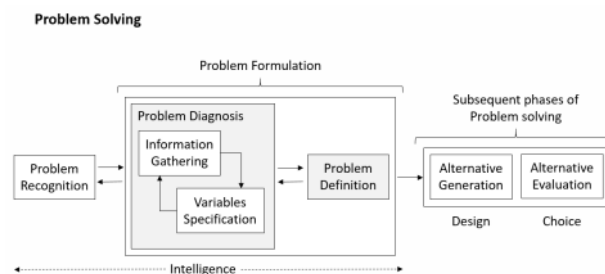 Problem Solving
Problem Formulation
Subsequent phases of
Problem solving
Problem Diagnosis
Information
Gathering
Variables
Specification
Problem
Recognition
Problem
Definition
Alternative
Generation
Alternative
Evaluation
Design
Choice
Intelligence